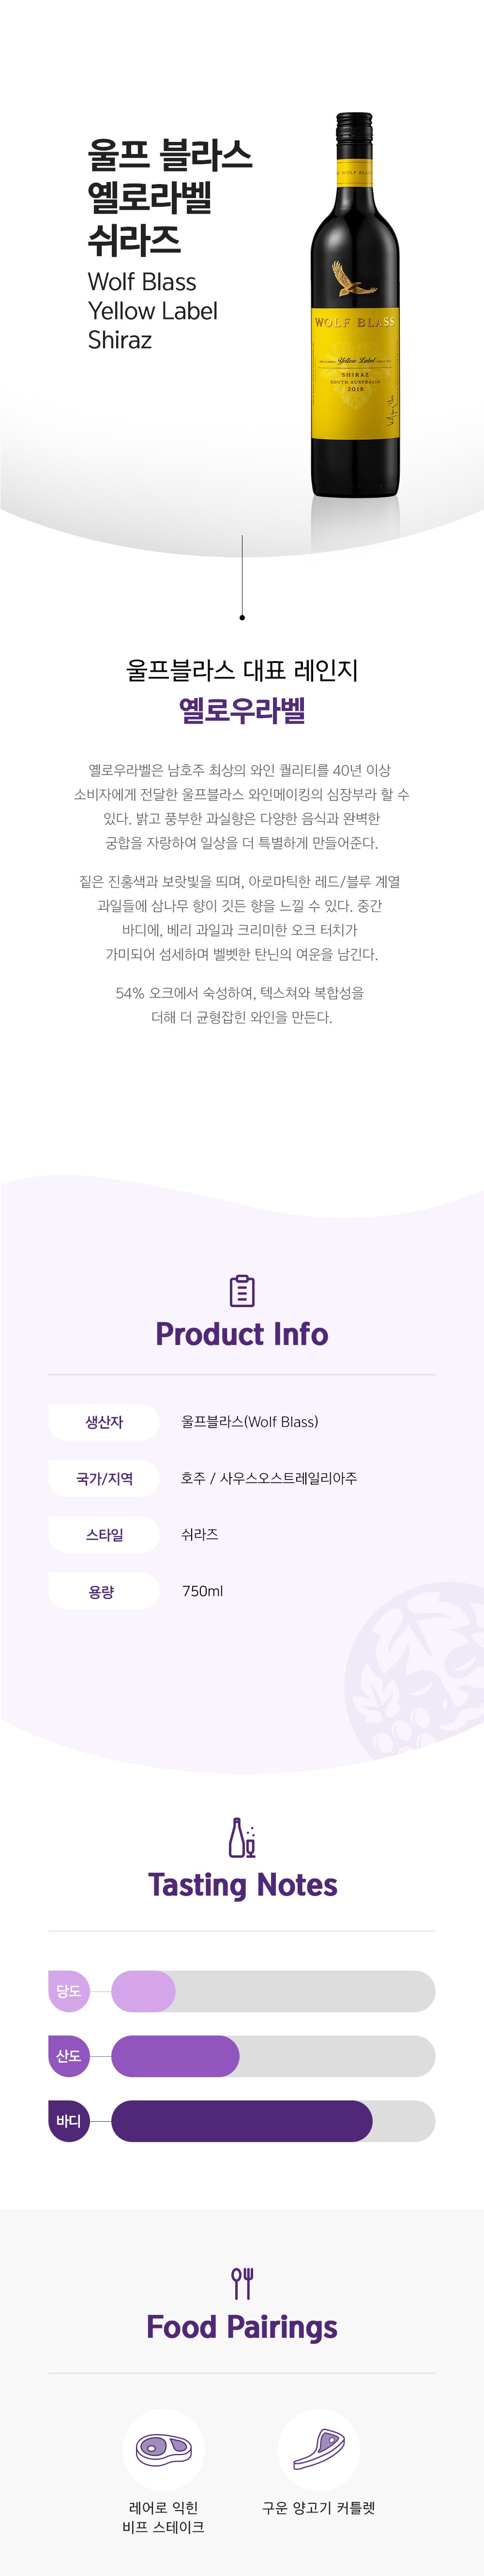 울프 블라스
옐로라벨
쉬라즈
Wolf Blass
Yellow Label
Shiraz
WOLF BLASS
WOLF BLASS
Yellow Label
SHIRAZ
SOUTH AUSTRALIA
2018
울프블라스 대표 레인지
옐로우라벨
옐로우라벨은 남호주 최상의 와인 퀄리티를 40년 이상
소비자에게 전달한 울프블라스 와인메이킹의 심장부라 할 수
있다. 밝고 풍부한 과실향은 다양한 음식과 완벽한
궁합을 자랑하여 일상을 더 특별하게 만들어준다.
짙은 진홍색과 보랏빛을 띄며, 아로마틱한 레드/블루 계열
과일들에 삼나무 향이 깃든 향을 느낄 수 있다. 중간
바디에, 베리 과일과 크리미한 오크 터치가
가미되어 섬세하며 벨벳한 탄닌의 여운을 남긴다.
54% 오크에서 숙성하여, 텍스쳐와 복합성을
더해 더 균형잡힌 와인을 만든다.
Product Info
생산자 울프블라스(Wolf Blass)
국가/지역 호주 / 사우스오스트레일리아주
스타일 쉬라즈
용량 750ml
Tasting Notes
당도
산도
바디
Food Pairings
레어로 익힌 구운 양고기 커틀렛
비프 스테이크